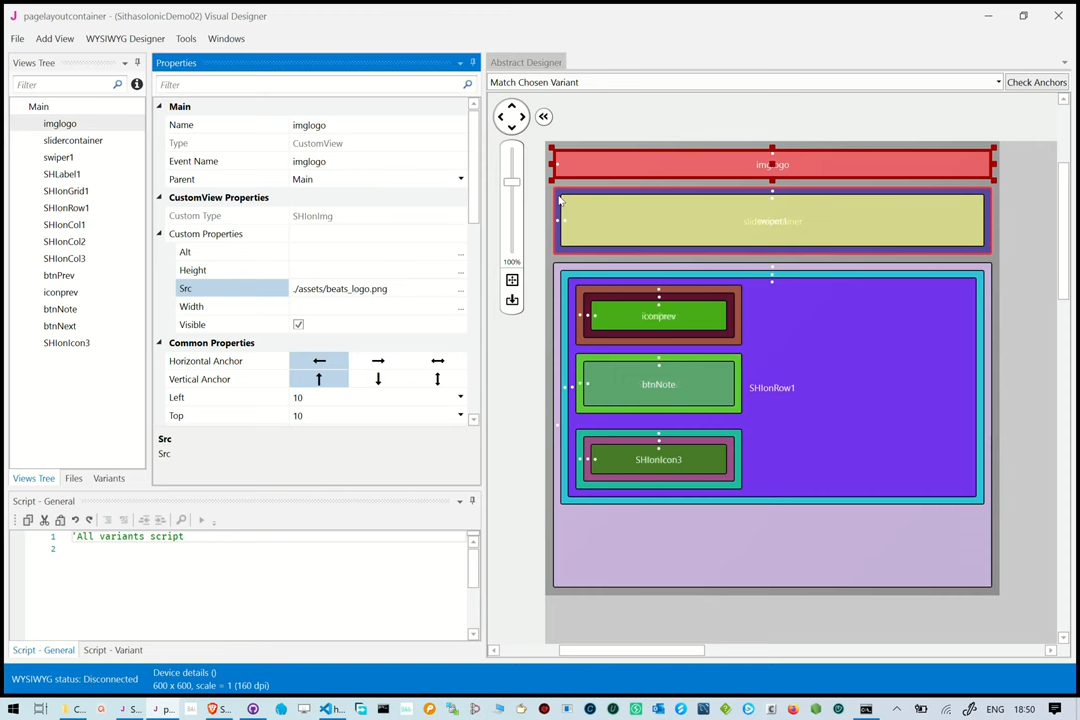 pagelayoutcontainer - (SithasoIonicDemo02) Visual Designer
File Add View WYSIWYG Designer Tools Windows
Views Tree
Filter
Main
imglogo
slidercontainer
swiper1
SHLabel1
SHIonGrid1
SHIonRow1
SHIonCol1
SHIonCol2
SHIonCol3
btnPrev
iconprev
btnNote
btnNext
SHIonIcon3
Views Tree Files Variants
Properties
Filter
Main
Name imglogo
Type CustomView
Event Name imglogo
Parent Main
CustomView Properties
Custom Type SHIonImg
Custom Properties
Alt ...
Height ...
Src ./assets/beats_logo.png ...
Width ...
Visible
Common Properties
Horizontal Anchor
Vertical Anchor
Left 10
Top 10
Src
Src
Abstract Designer
Match Chosen Variant Check Anchors
100%
imglogo
swiper1
iconprev
btnNote
SHIonRow1
SHIonIcon3
Script - General
1 'All variants script
2
Script - General Script - Variant
WYSIWYG status: Disconnected
Device details ()
600 x 600, scale = 1 (160 dpi)
C... S... p... S... h...
ENG 18:50